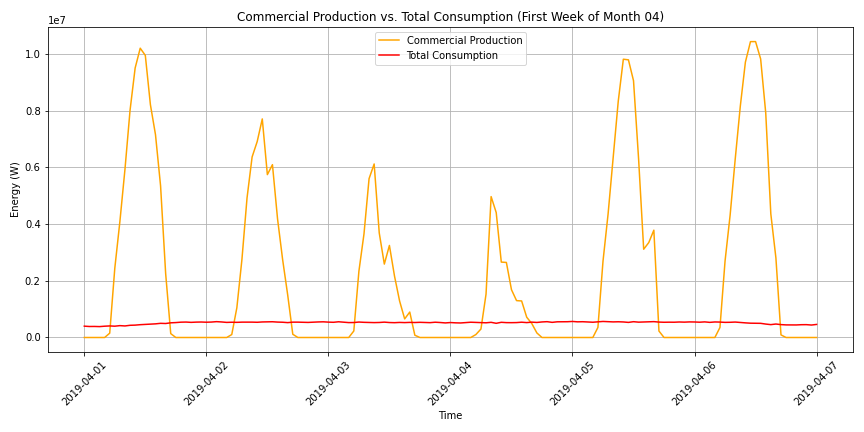 Commercial Production vs. Total Consumption (First Week of Month 04)
1e7
Commercial Production
Total Consumption
1.0
0.8
0.6
0.4
0.2
0.0
Energy (W)
2019-04-01
2019-04-02
2019-04-03
2019-04-04
2019-04-05
2019-04-06
2019-04-07
Time